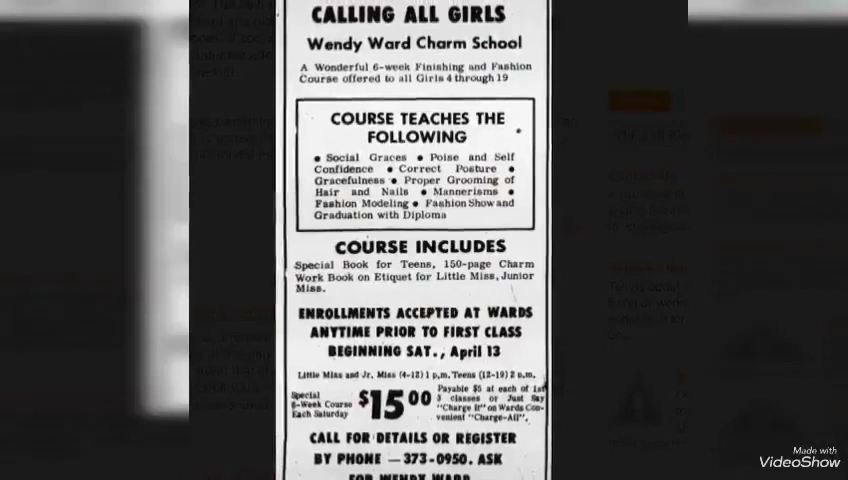 CALLING ALL GIRLS
Wendy Ward Charm School
A Wonderful 6-week Finishing and Fashion
Course offered to all Girls 4 through 19
COURSE TEACHES THE
FOLLOWING
• Social Graces • Poise and Self
Confidence • Correct Posture •
Gracefulness • Proper Grooming of
Hair and Nails • Mannerisms •
Fashion Modeling • Fashion Show and
Graduation with Diploma
COURSE INCLUDES
Special Book for Teens, 150-page Charm
Work Book on Etiquet for Little Miss, Junior
Miss.
ENROLLMENTS ACCEPTED AT WARDS
ANYTIME PRIOR TO FIRST CLASS
BEGINNING SAT., April 13
Little Miss and Jr. Miss (4-12) 1 p.m. Teens (12-19) 2 p.m.
Special
6-Week Course
Each Saturday
$15 00
Payable $5 at each of 1st
3 classes or Just Say
"Charge It" on Wards Con-
venient "Charge-All".
CALL FOR DETAILS OR REGISTER
BY PHONE — 373-0950. ASK
FOR WENDY WARD
Made with
VideoShow